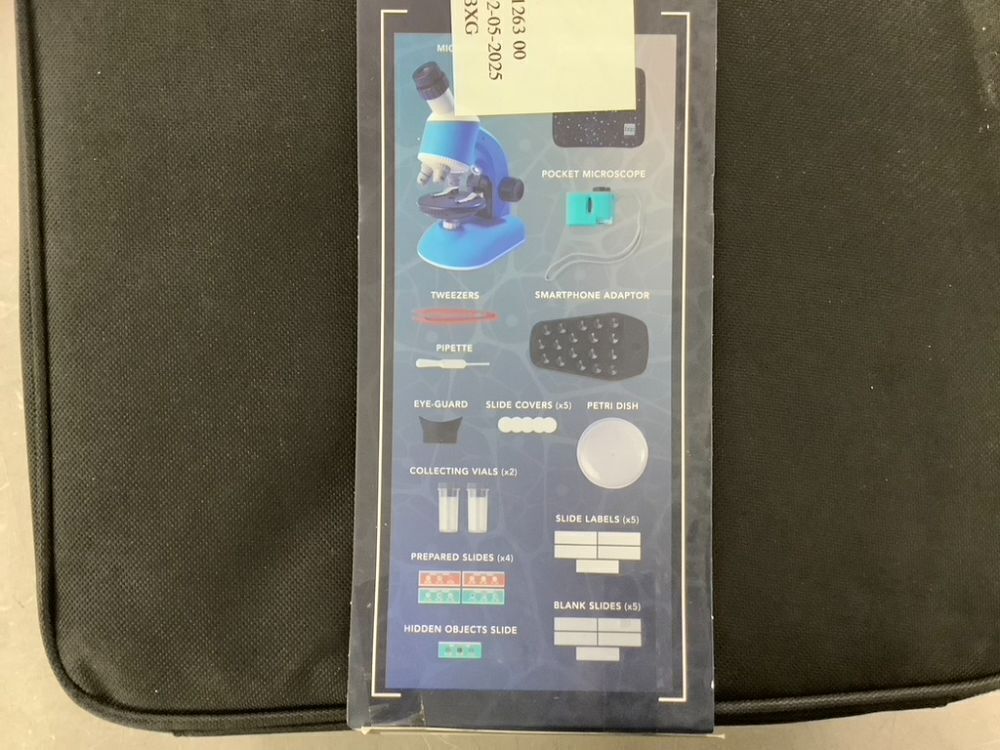 1263 00
2-05-2025
3XG
POCKET MICROSCOPE
TWEEZERS
SMARTPHONE ADAPTOR
PIPETTE
EYE-GUARD
SLIDE COVERS (x5)
PETRI DISH
COLLECTING VIALS (x2)
SLIDE LABELS (x5)
PREPARED SLIDES (x4)
BLANK SLIDES (x5)
HIDDEN OBJECTS SLIDE